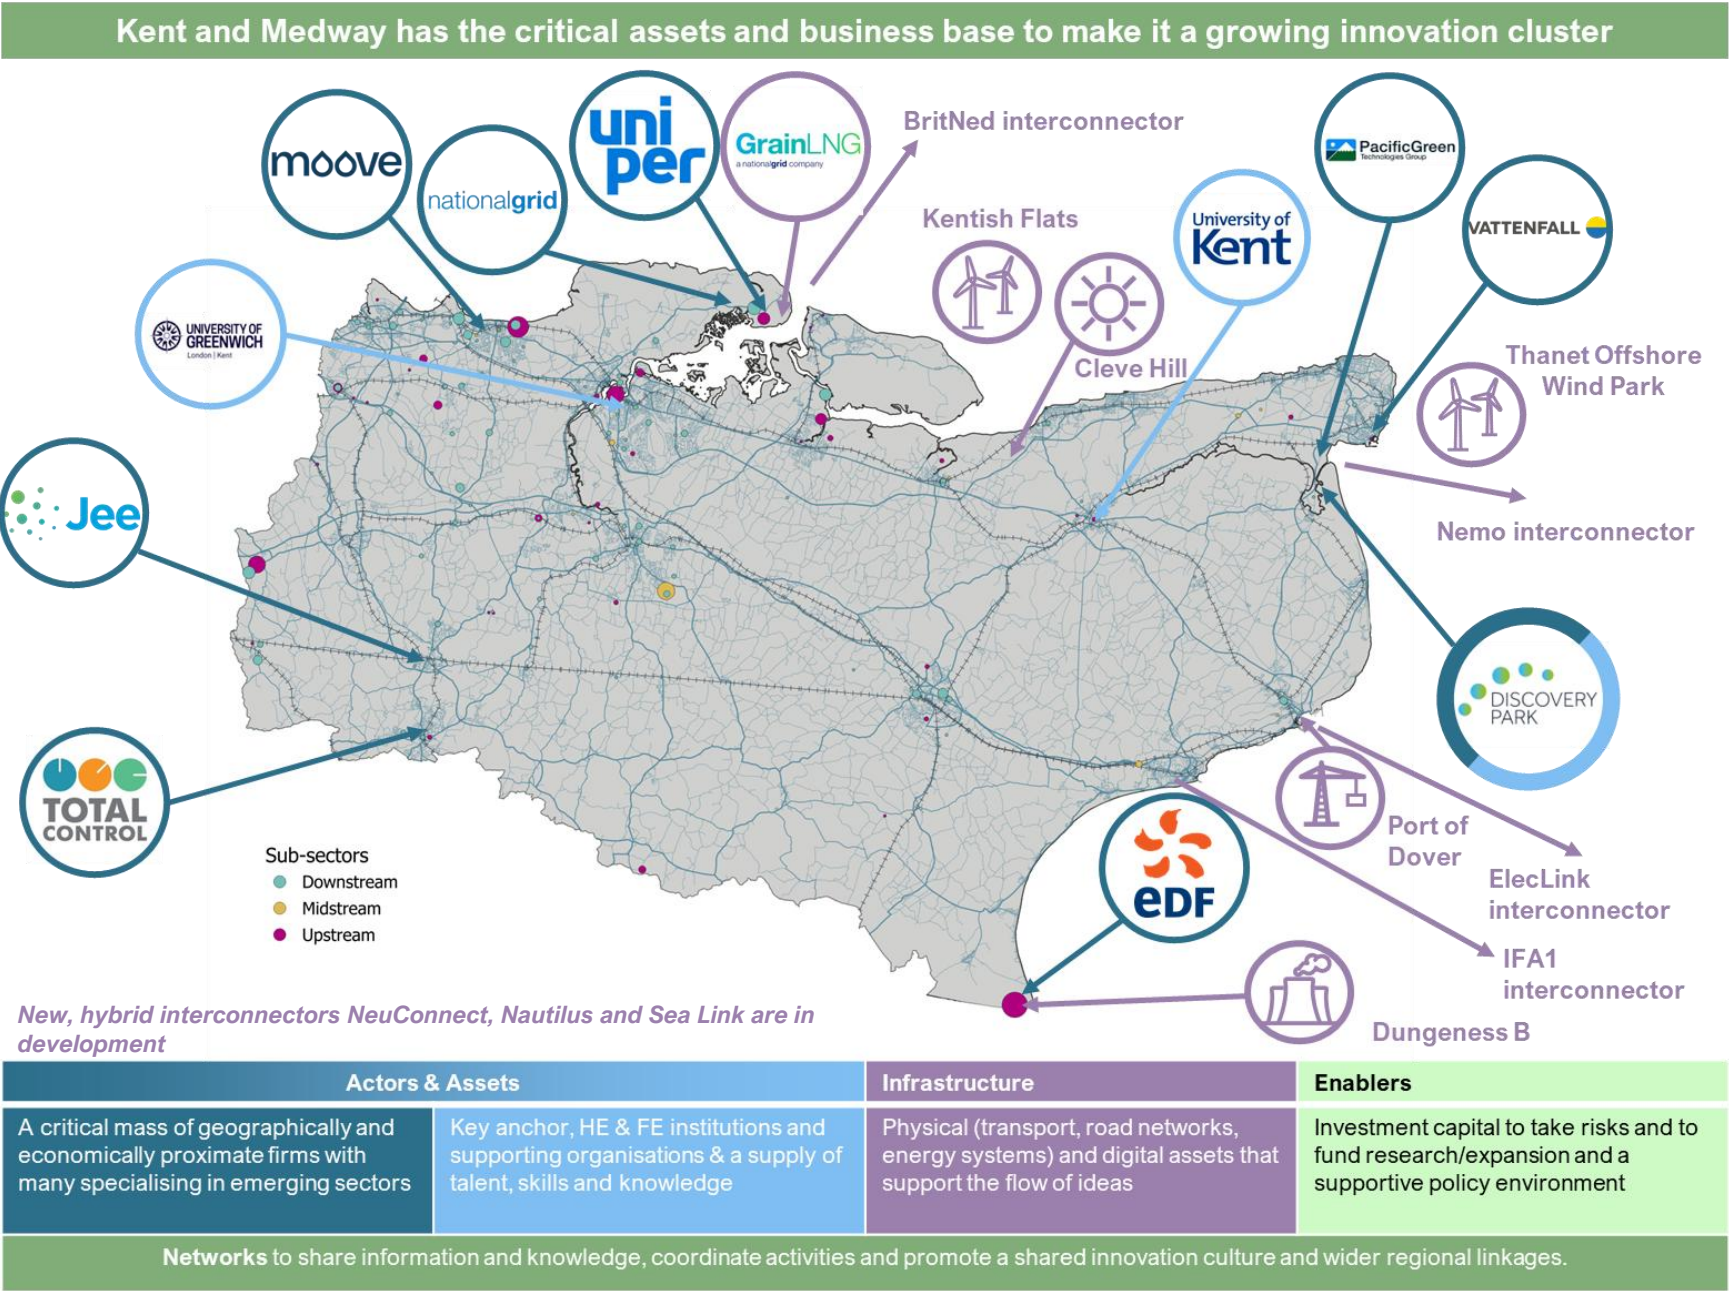 Kent and Medway has the critical assets and business base to make it a growing innovation cluster
moove
nationalgrid
uni
per
GrainLNG
a nationalgrid company
BritNed interconnector
Kentish Flats
Cleve Hill
University of
Kent
PacificGreen
Technologies Group
VATTENFALL
UNIVERSITY OF
GREENWICH
London | Kent
Thanet Offshore
Wind Park
Jee
Nemo interconnector
DISCOVERY
PARK
TOTAL
CONTROL
Port of
Dover
eDF
ElecLink
interconnector
IFA1
interconnector
Dungeness B
Sub-sectors
Downstream
Midstream
Upstream
New, hybrid interconnectors NeuConnect, Nautilus and Sea Link are in
development
Actors & Assets
Infrastructure
Enablers
A critical mass of geographically and
economically proximate firms with
many specialising in emerging sectors
Key anchor, HE & FE institutions and
supporting organisations & a supply of
talent, skills and knowledge
Physical (transport, road networks,
energy systems) and digital assets that
support the flow of ideas
Investment capital to take risks and to
fund research/expansion and a
supportive policy environment
Networks to share information and knowledge, coordinate activities and promote a shared innovation culture and wider regional linkages.